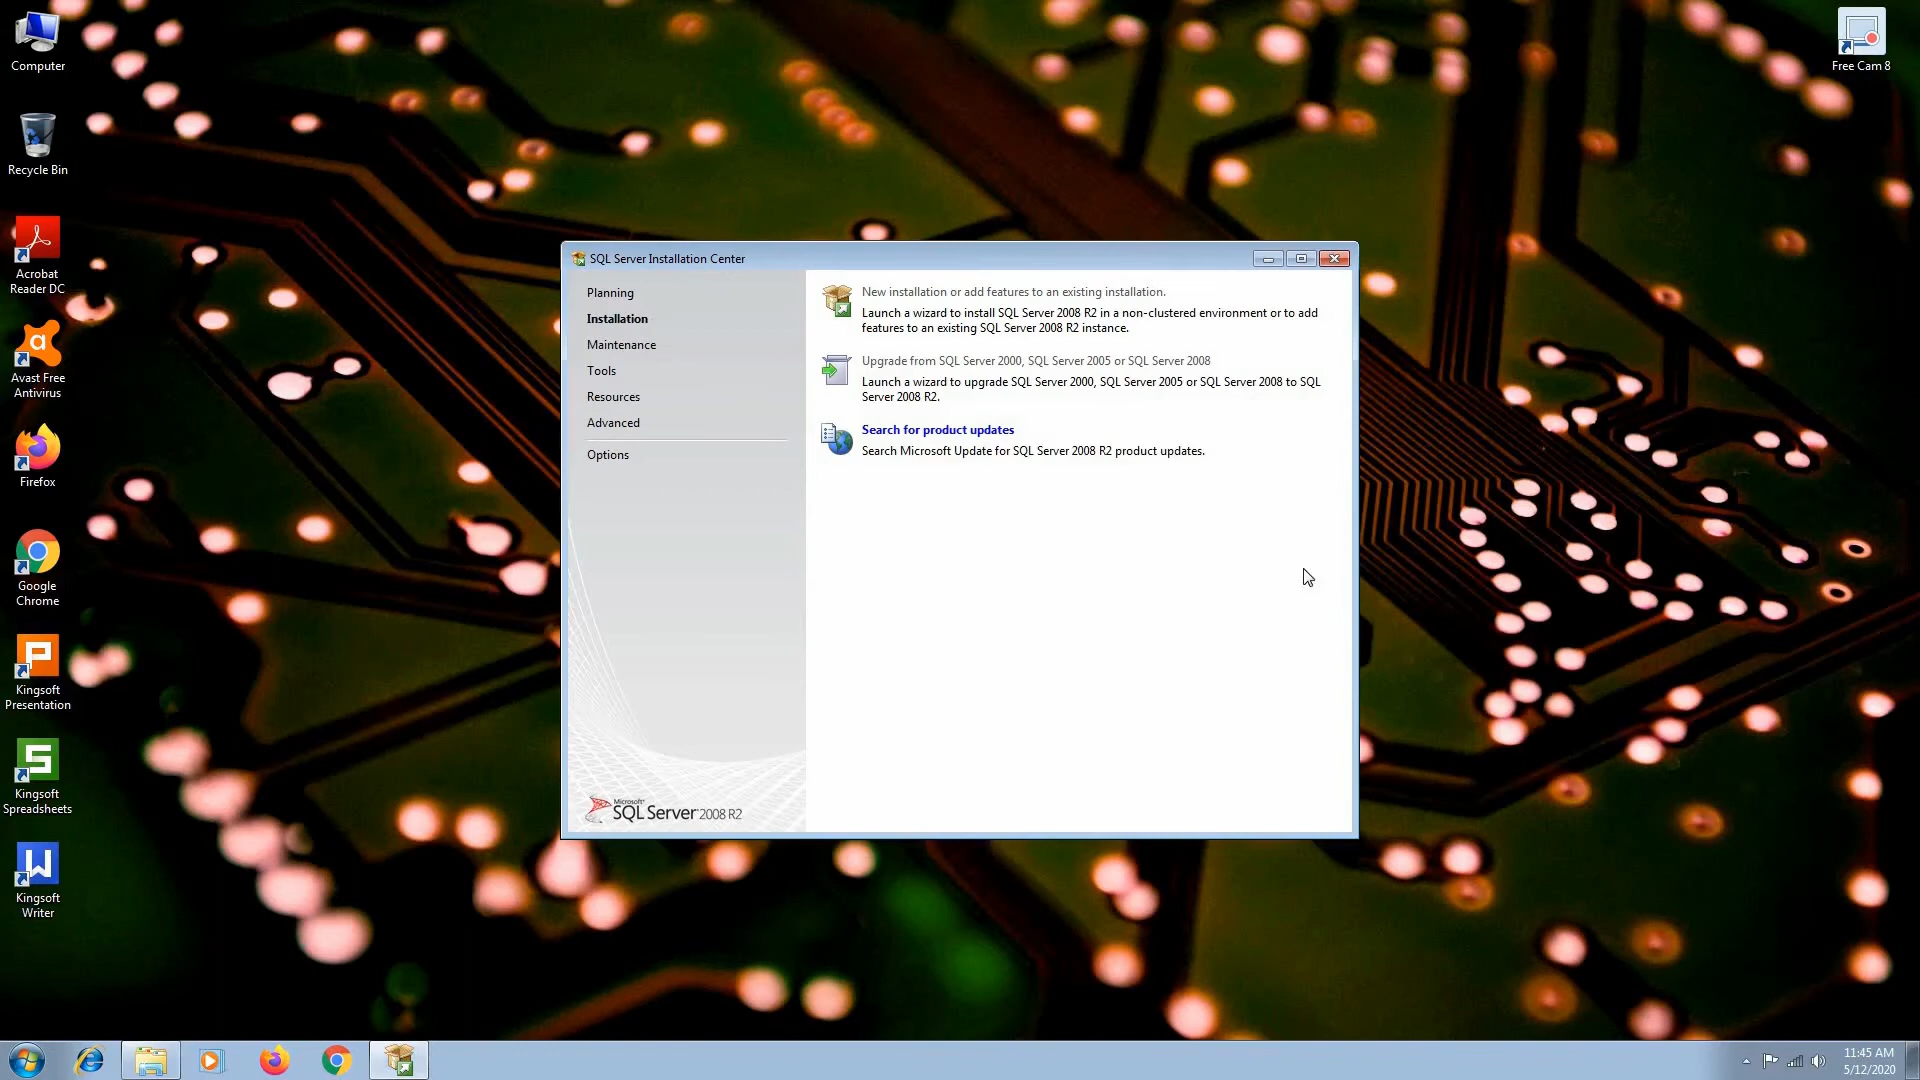 Computer
Recycle Bin
Acrobat
Reader DC
Avast Free
Antivirus
Firefox
Google
Chrome
Kingsoft
Presentation
Kingsoft
Spreadsheets
Kingsoft
Writer
Free Cam 8
SQL Server Installation Center
Planning
Installation
Maintenance
Tools
Resources
Advanced
Options
Microsoft
SQL Server 2008 R2
New installation or add features to an existing installation.
Launch a wizard to install SQL Server 2008 R2 in a non-clustered environment or to add
features to an existing SQL Server 2008 R2 instance.
Upgrade from SQL Server 2000, SQL Server 2005 or SQL Server 2008
Launch a wizard to upgrade SQL Server 2000, SQL Server 2005 or SQL Server 2008 to SQL
Server 2008 R2.
Search for product updates
Search Microsoft Update for SQL Server 2008 R2 product updates.
11:45 AM
5/12/2020